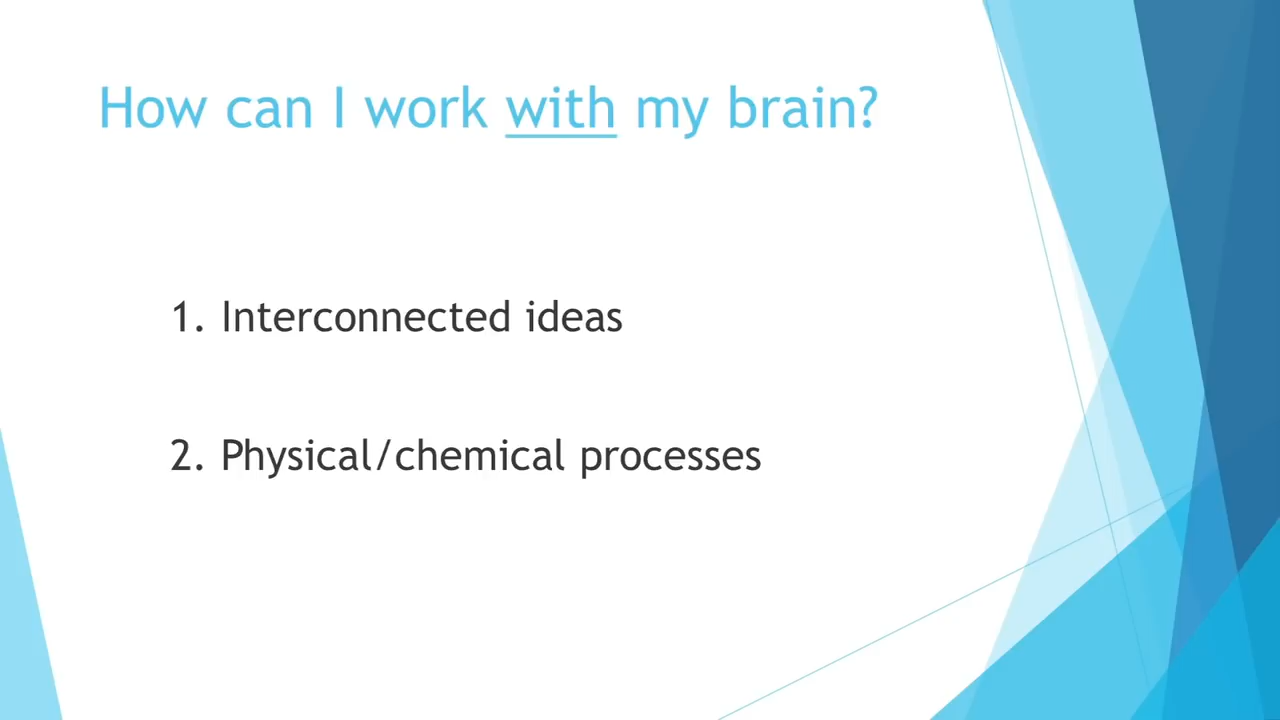 How can I work with my brain?
1. Interconnected ideas
2. Physical/chemical processes